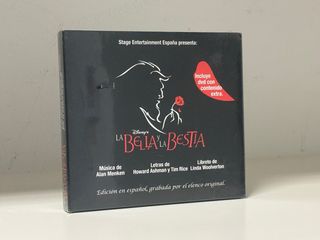 Stage Entertainment España presenta:
Incluye
dvd con
contenido
extra.
DISNEY'S
LA BELLA Y LA BESTIA
Música de
Alan Menken
Letras de
Howard Ashman y Tim Rice
Libreto de
Linda Woolverton
Edición en español, grabada por el elenco original.